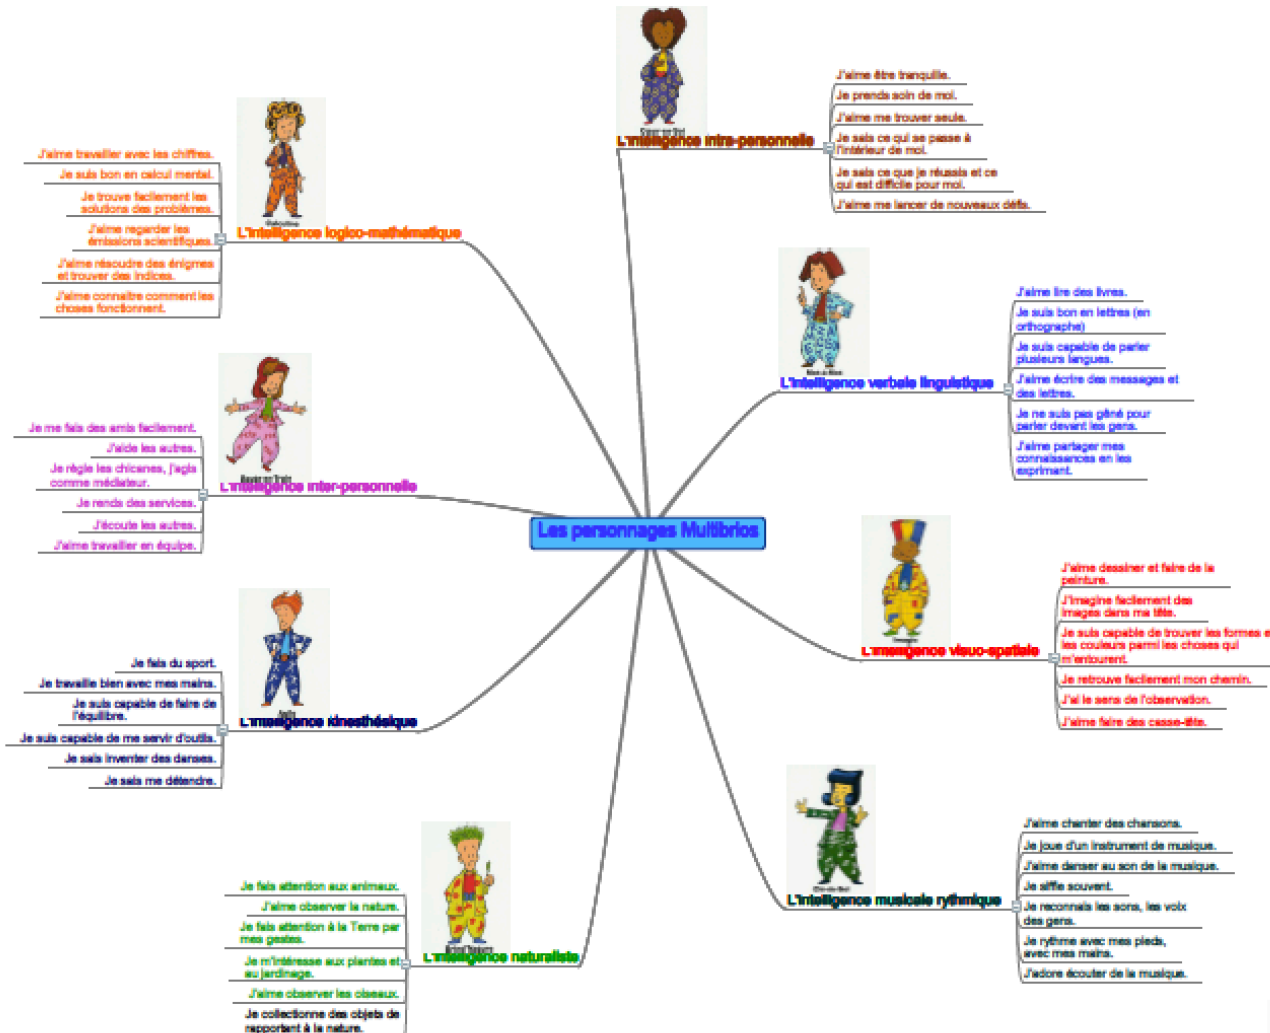 Les personnages Multibrios
L'intelligence intra-personnelle
J'aime être tranquille.
Je prends soin de moi.
J'aime me trouver seule.
Je sais ce qui se passe à
l'intérieur de moi.
Je sais ce que je réussis et ce
qui est difficile pour moi.
J'aime me lancer de nouveaux défis.
L'intelligence verbale linguistique
J'aime lire des livres.
Je suis bon en lettres (en
orthographe)
Je suis capable de parler
plusieurs langues.
J'aime écrire des messages et
des lettres.
Je ne suis pas gêné pour
parler devant les gens.
J'aime partager mes
connaissances en les
exprimant.
L'intelligence visuo-spatiale
J'aime dessiner et faire de la
peinture.
J'imagine facilement des
images dans ma tête.
Je suis capable de trouver les formes et
les couleurs parmi les choses qui
m'entourent.
Je retrouve facilement mon chemin.
J'ai le sens de l'observation.
J'aime faire des casse-tête.
L'intelligence musicale rythmique
J'aime chanter des chansons.
Je joue d'un instrument de musique.
J'aime danser au son de la musique.
Je siffle souvent.
Je reconnais les sons, les voix
des gens.
Je rythme avec mes pieds,
avec mes mains.
J'adore écouter de la musique.
L'intelligence logico-mathématique
J'aime travailler avec les chiffres.
Je suis bon en calcul mental.
Je trouve facilement les
solutions des problèmes.
J'aime regarder les
émissions scientifiques.
J'aime résoudre des énigmes
et trouver des indices.
J'aime connaître comment les
choses fonctionnent.
L'intelligence inter-personnelle
Je me fais des amis facilement.
J'aide les autres.
Je règle les chicanes, j'agis
comme médiateur.
Je rends des services.
J'écoute les autres.
J'aime travailler en équipe.
L'intelligence kinesthésique
Je fais du sport.
Je travaille bien avec mes mains.
Je suis capable de faire de
l'équilibre.
Je suis capable de me servir d'outils.
Je sais inventer des danses.
Je sais me détendre.
L'intelligence naturaliste
Je fais attention aux animaux.
J'aime observer la nature.
Je fais attention à la Terre par
mes gestes.
Je m'intéresse aux plantes et
au jardinage.
J'aime observer les oiseaux.
Je collectionne des objets de
rapportant à la nature.